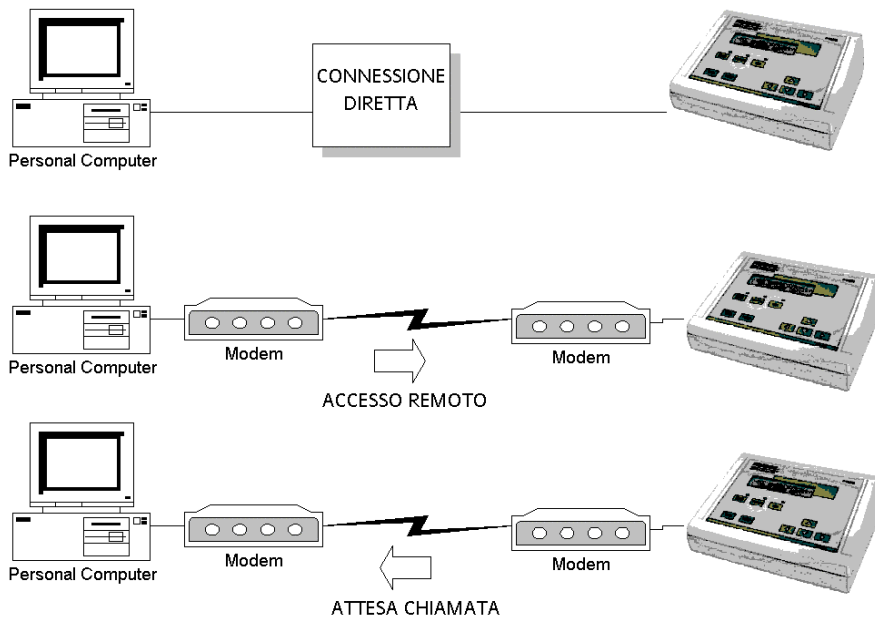 CONNESSIONE
DIRETTA
Personal Computer
Modem
Modem
Personal Computer
ACCESSO REMOTO
Modem
Modem
Personal Computer
ATTESA CHIAMATA